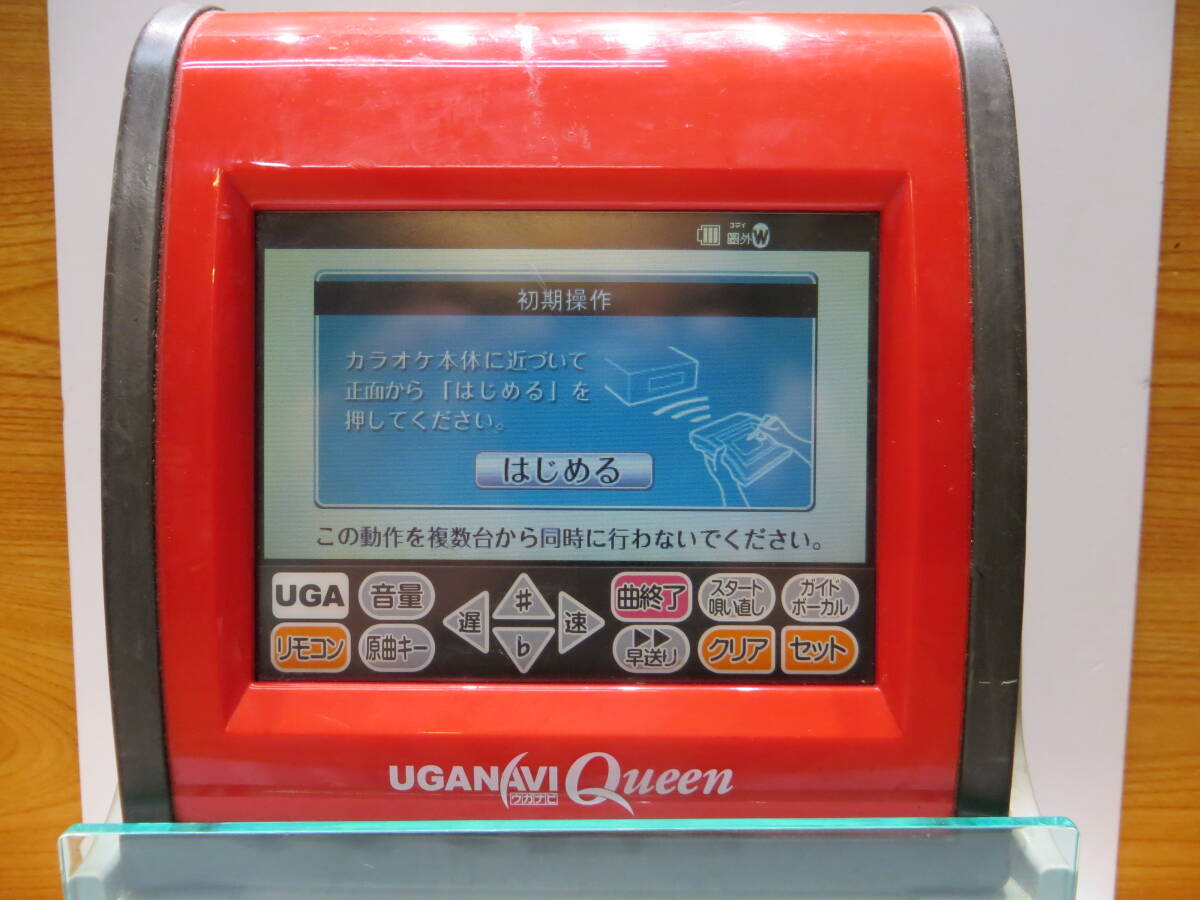 コマイ
圏外W
初期操作
カラオケ本体に近づいて
正面から「はじめる」を
押してください。
はじめる
この動作を複数台から同時に行わないでください。
UGA
音量
♯
曲終了
スタート
唄い直し
ガイド
ボーカル
遅
速
リモコン
原曲キー
♭
早送り
クリア
セット
UGANAVI Queen
ウガナビ